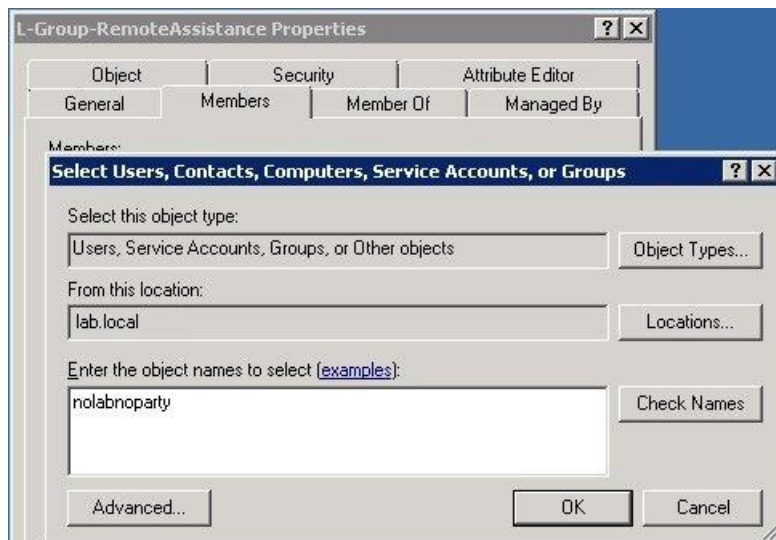 L-Group-RemoteAssistance Properties
Object Security Attribute Editor
General Members Member Of Managed By
Members:
Select Users, Contacts, Computers, Service Accounts, or Groups
Select this object type:
Users, Service Accounts, Groups, or Other objects Object Types...
From this location:
lab.local Locations...
Enter the object names to select (examples):
nolabnoparty Check Names
Advanced... OK Cancel